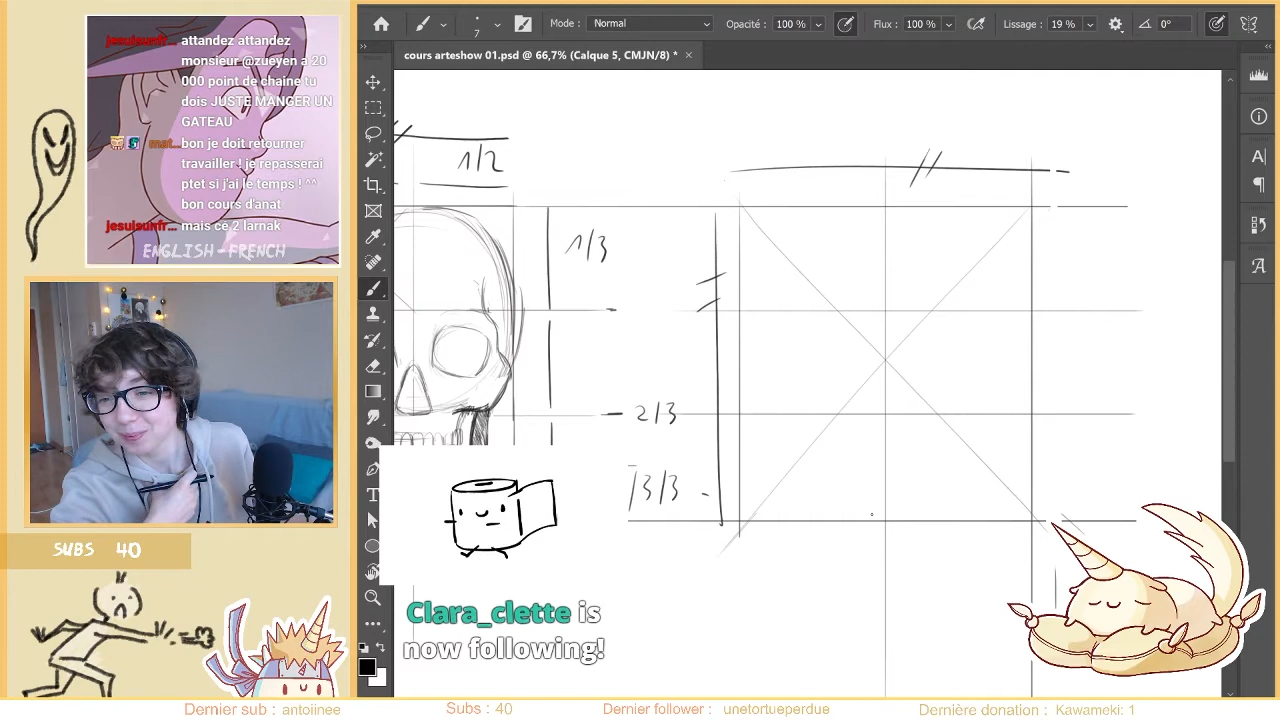 jesuisunfr... attandez attandez
monsieur @zueyen a 20
000 point de chaine tu
dois JUSTE MANGER UN
GATEAU
mat... bon je doit retourner
travailler ! je repasserai
ptet si j'ai le temps ! ^^
bon cours d'anat
jesuisunfr... mais ce 2 larnak
ENGLISH-FRENCH
SUBS 40
Mode : Normal
Opacité : 100 %
Flux : 100 %
Lissage : 19 %
0°
7
cours arteshow 01.psd @ 66,7% (Calque 5, CMJN/8) * ×
1/2
1/3
2/3
3/3
Clara_clette is
now following!
Dernier sub : antoiinee
Subs : 40
Dernier follower : unetortueperdue
Dernière donation : Kawameki: 1